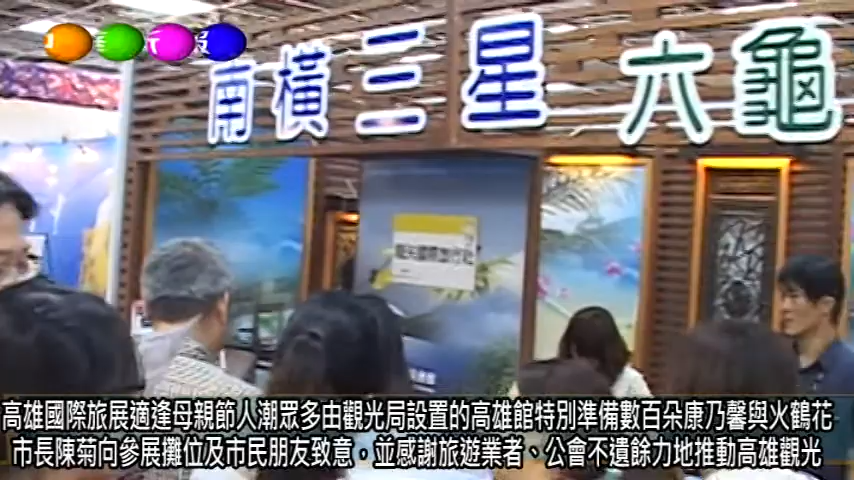 南橫三星 六龜
高雄國際旅展適逢母親節人潮眾多由觀光局設置的高雄館特別準備數百朵康乃馨與火鶴花
市長陳菊向參展攤位及市民朋友致意，並感謝旅遊業者、公會不遺餘力地推動高雄觀光